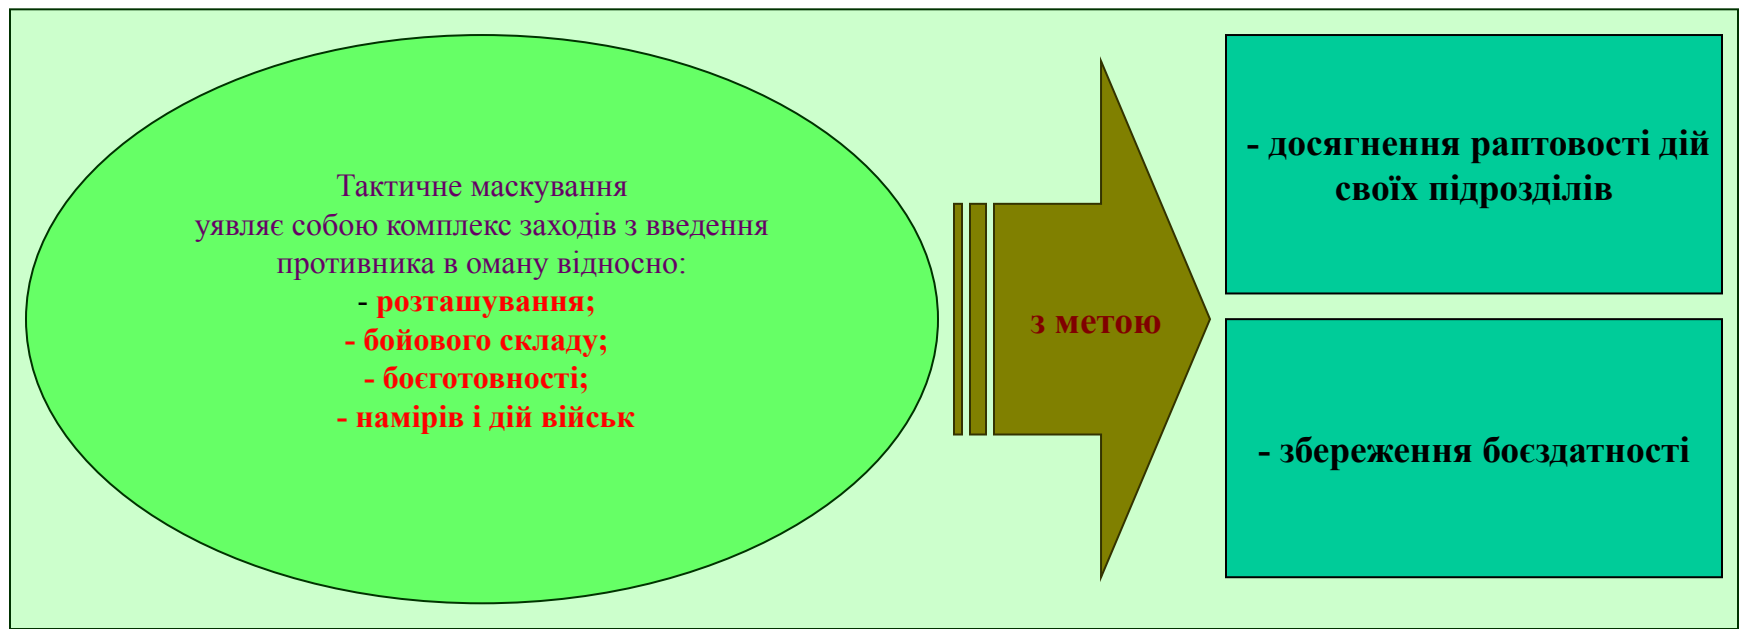 Тактичне маскування
уявляє собою комплекс заходів з введення
противника в оману відносно:
- розташування;
- бойового складу;
- боєготовності;
- намірів і дій військ
з метою
- досягнення раптовості дій
своїх підрозділів
- збереження боєздатності